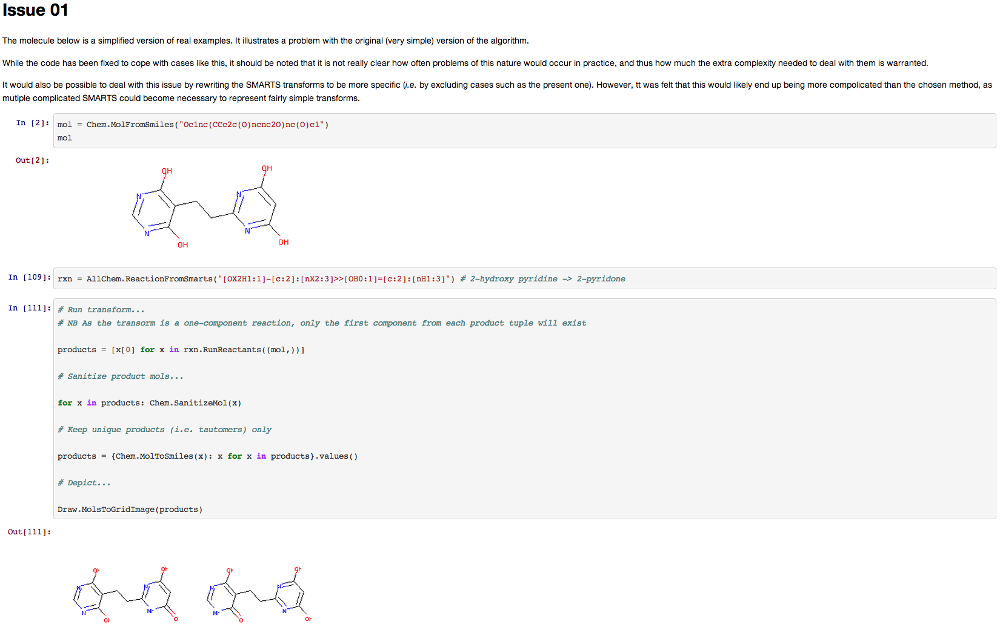 Issue 01
The molecule below is a simplified version of real examples. It illustrates a problem with the original (very simple) version of the algorithm.
While the code has been fixed to cope with cases like this, it should be noted that it is not really clear how often problems of this nature would occur in practice, and thus how much the extra complexity needed to deal with them is warranted.
It would also be possible to deal with this issue by rewriting the SMARTS transforms to be more specific (i.e. by excluding cases such as the present one). However, tt was felt that this would likely end up being more compolicated than the chosen method, as
mutiple complicated SMARTS could become necessary to represent fairly simple transforms.
In [2]: mol = Chem.MolFromSmiles("Oc1nc(CCc2c(O)ncnc2O)nc(O)c1")
mol
Out[2]:
OH OH
N N
N N
OH OH
In [109]: rxn = AllChem.ReactionFromSmarts("[OX2H1:1]-[c:2]:[nX2:3]>>[OH0:1]=[c:2]:[nH1:3]") # 2-hydroxy pyridine -> 2-pyridone
In [111]: # Run transform...
# NB As the transorm is a one-component reaction, only the first component from each product tuple will exist
products = [x[0] for x in rxn.RunReactants((mol,))]
# Sanitize product mols...
for x in products: Chem.SanitizeMol(x)
# Keep unique products (i.e. tautomers) only
products = {Chem.MolToSmiles(x): x for x in products}.values()
# Depict...
Draw.MolsToGridImage(products)
Out[111]:
OH OH OH OH
N N N N
N NH NH N
OH O O OH